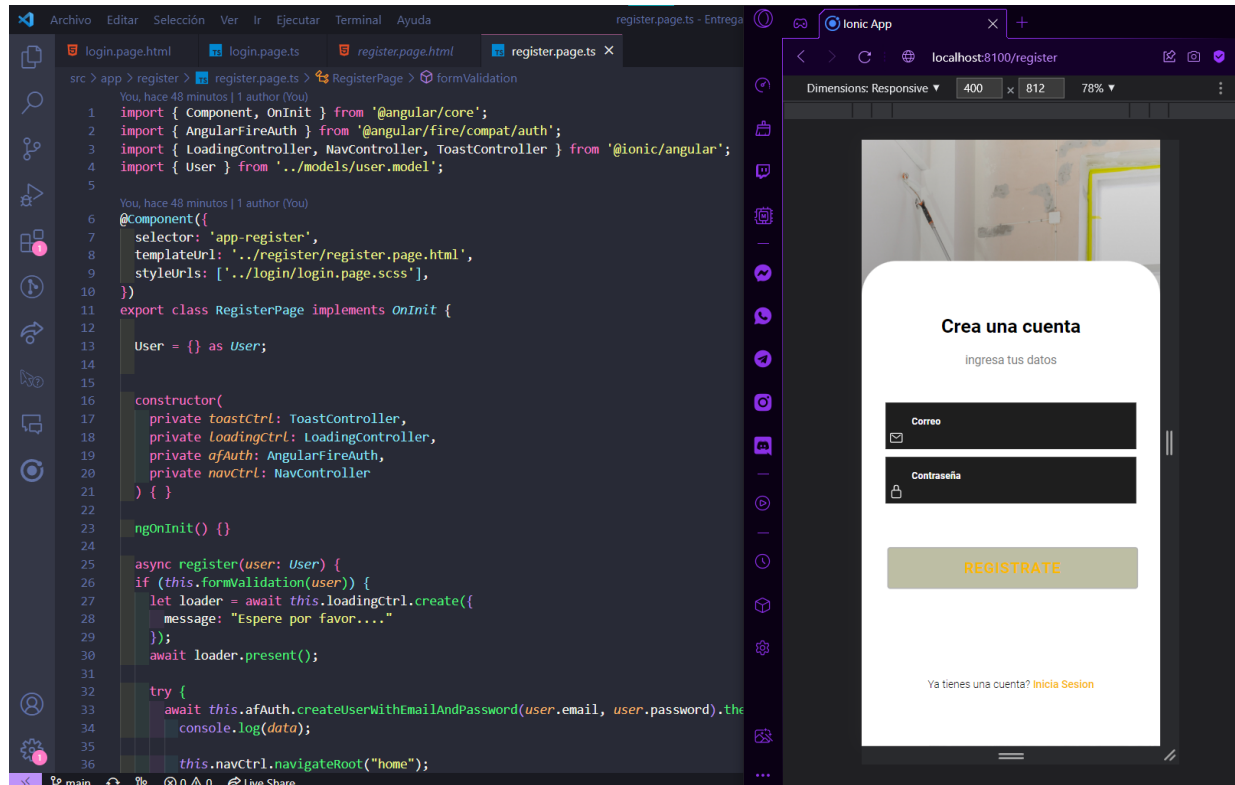 Archivo Editar Selección Ver Ir Ejecutar Terminal Ayuda register.page.ts - Entrega
login.page.html login.page.ts register.page.html register.page.ts
src > app > register > register.page.ts > RegisterPage > formValidation
You, hace 48 minutos | 1 author (You)
1 import { Component, OnInit } from '@angular/core';
2 import { AngularFireAuth } from '@angular/fire/compat/auth';
3 import { LoadingController, NavController, ToastController } from '@ionic/angular';
4 import { User } from '../models/user.model';
5
You, hace 48 minutos | 1 author (You)
6 @Component({
7 selector: 'app-register',
8 templateUrl: '../register/register.page.html',
9 styleUrls: ['../login/login.page.scss'],
10 })
11 export class RegisterPage implements OnInit {
12
13 User = {} as User;
14
15
16 constructor(
17 private toastCtrl: ToastController,
18 private loadingCtrl: LoadingController,
19 private afAuth: AngularFireAuth,
20 private navCtrl: NavController
21 ) { }
22
23 ngOnInit() {}
24
25 async register(user: User) {
26 if (this.formValidation(user)) {
27 let loader = await this.loadingCtrl.create({
28 message: "Espere por favor...."
29 });
30 await loader.present();
31
32 try {
33 await this.afAuth.createUserWithEmailAndPassword(user.email, user.password).the
34 console.log(data);
35
36 this.navCtrl.navigateRoot("home");
main 0 0 Live Share
Ionic App
localhost:8100/register
Dimensions: Responsive ▼ 400 × 812 78% ▼
Crea una cuenta
ingresa tus datos
Correo
Contraseña
REGISTRATE
Ya tienes una cuenta? Inicia Sesion